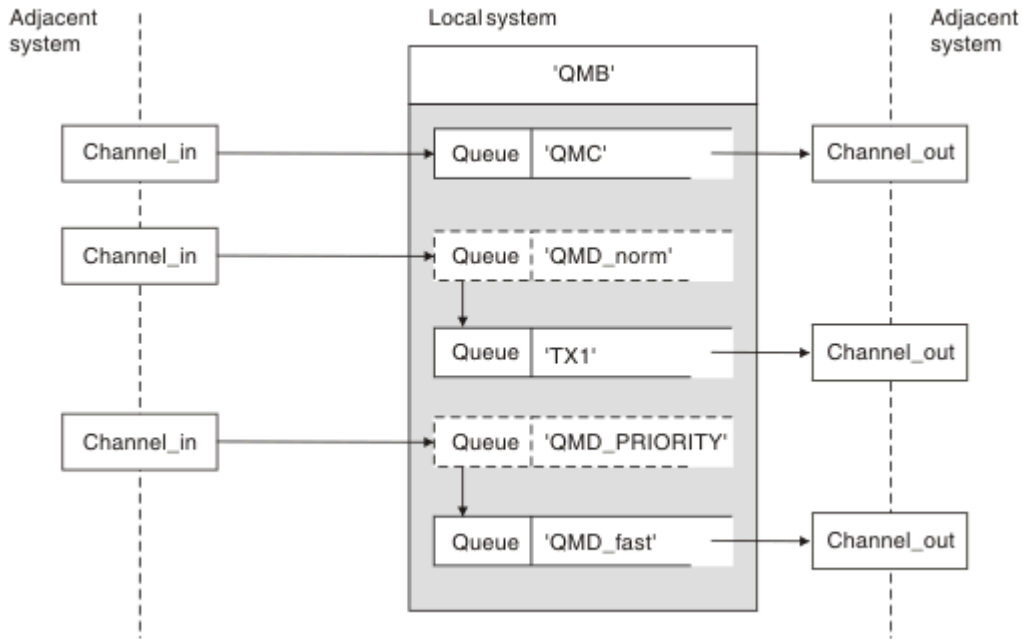 Adjacent system
Local system
Adjacent system
'QMB'
Channel_in
Queue 'QMC'
Channel_out
Channel_in
Queue 'QMD_norm'
Queue 'TX1'
Channel_out
Channel_in
Queue 'QMD_PRIORITY'
Queue 'QMD_fast'
Channel_out